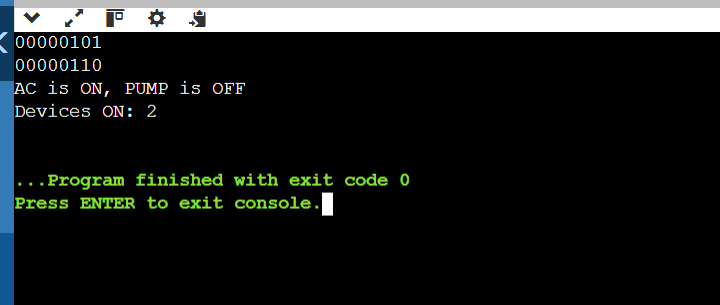 00000101
00000110
AC is ON, PUMP is OFF
Devices ON: 2
...Program finished with exit code 0
Press ENTER to exit console.